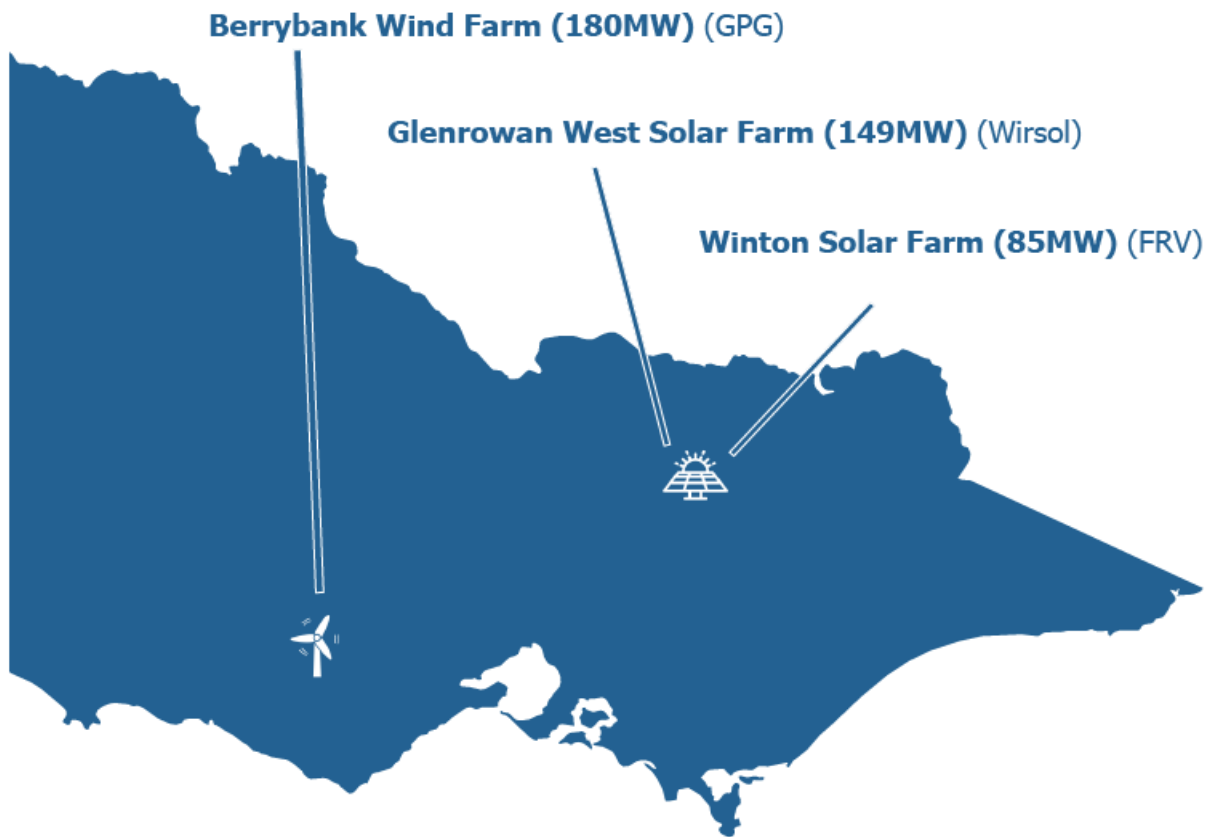 Berrybank Wind Farm (180MW) (GPG)
Glenrowan West Solar Farm (149MW) (Wirsol)
Winton Solar Farm (85MW) (FRV)